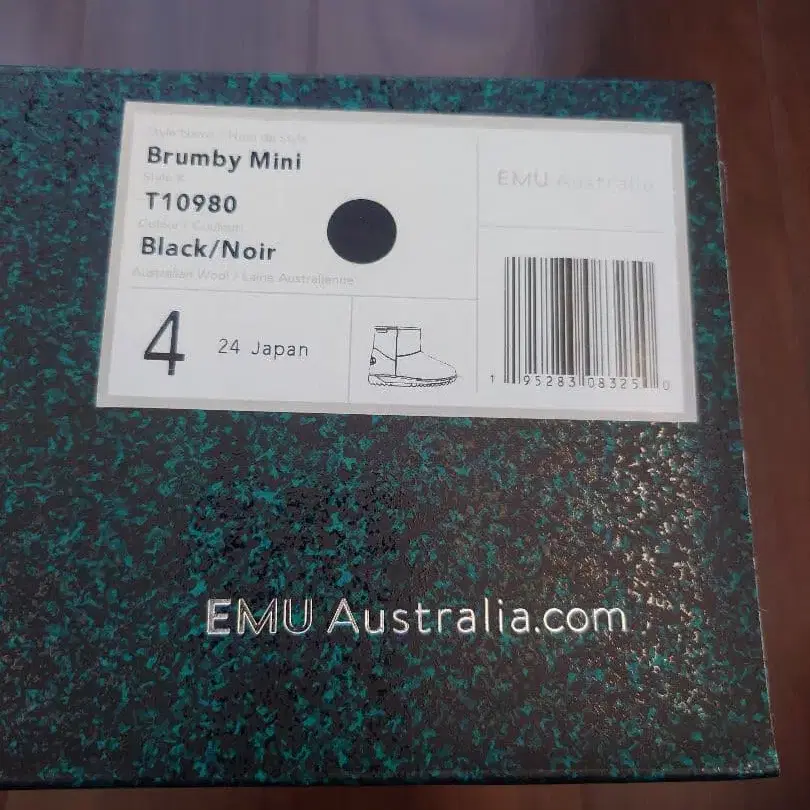 Style Name / Nom du Style
Brumby Mini
Style #
T10980
Colour / Couleur
Black/Noir
Australian Wool / Laine Australienne
4
24 Japan
EMU Australia
1 95283 08325 0
EMU Australia.com